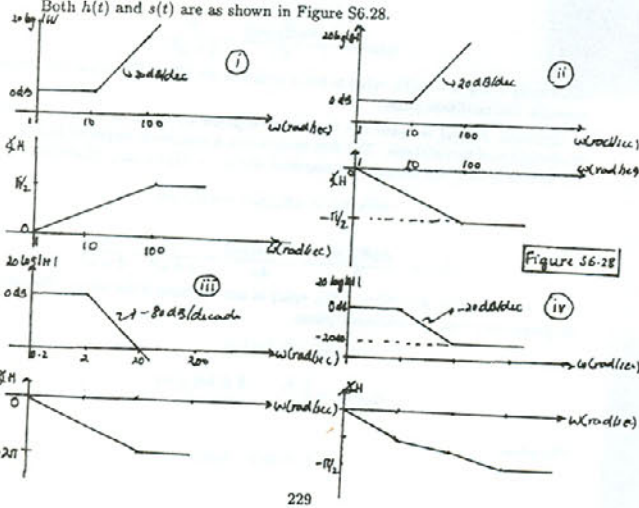 Both h(t) and s(t) are as shown in Figure S6.28.
20 log |H|
i
20 dB/dec
0 dB
1 10 100
ω(rad/sec)
20 log|H|
ii
20 dB/dec
0 dB
1 10 100
ω(rad/sec)
∢H
π/2
0
1 10 100
ω(rad/sec)
0 1 10 100
ω(rad/sec)
∢H
-π/2
Figure S6.28
20 log|H|
iii
0 dB
-80 dB/decade
0.2 2 20 200
ω(rad/sec)
20 log|H|
iv
0 dB
-20dB/dec
-20dB
ω(rad/sec)
∢H
0
ω(rad/sec)
-2π
∢H
ω(rad/sec)
-π/2
229